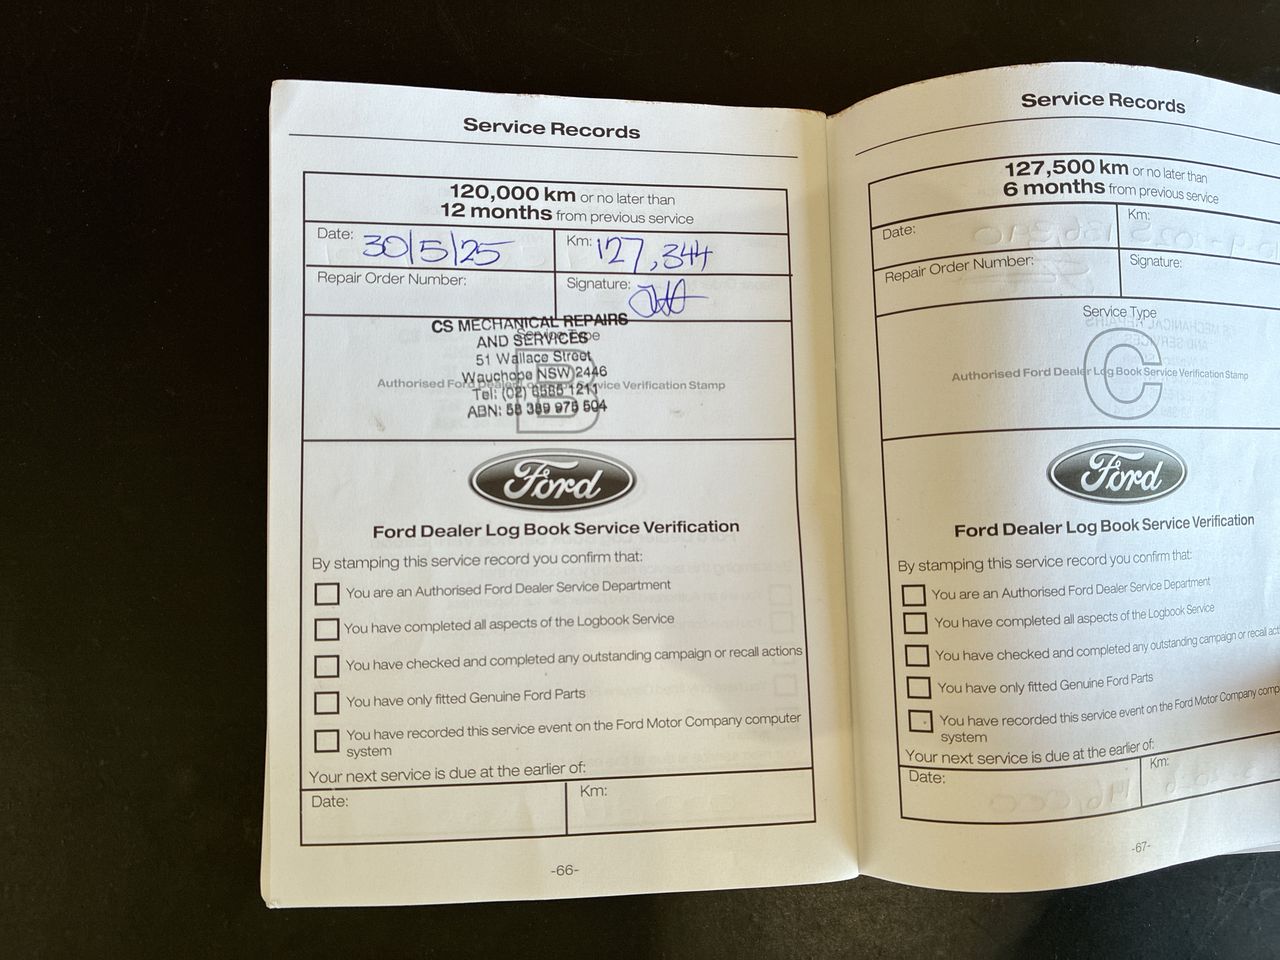 Service Records
120,000 km or no later than
12 months from previous service
Date: 30/5/25
Km: 127,344
Repair Order Number:
Signature:
Service Type
CS MECHANICAL REPAIRS
AND SERVICES
51 Wallace Street
Wauchope NSW 2446
Tel: (02) 6585 1211
ABN: 58 389 975 504
B
Authorised Ford Dealer Log Book Service Verification Stamp
Ford
Ford Dealer Log Book Service Verification
By stamping this service record you confirm that:
You are an Authorised Ford Dealer Service Department
You have completed all aspects of the Logbook Service
You have checked and completed any outstanding campaign or recall actions
You have only fitted Genuine Ford Parts
You have recorded this service event on the Ford Motor Company computer
system
Your next service is due at the earlier of:
Date:
Km:
-66-
Service Records
127,500 km or no later than
6 months from previous service
Date:
Km:
Repair Order Number:
Signature:
Service Type
C
Authorised Ford Dealer Log Book Service Verification Stamp
Ford
Ford Dealer Log Book Service Verification
By stamping this service record you confirm that:
You are an Authorised Ford Dealer Service Department
You have completed all aspects of the Logbook Service
You have checked and completed any outstanding campaign or recall
You have only fitted Genuine Ford Parts
You have recorded this service event on the Ford Motor Company
system
Your next service is due at the earlier of:
Date:
Km:
-67-